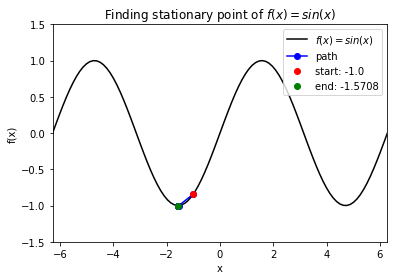 Finding stationary point of f(x) = sin(x)
f(x) = sin(x)
path
start: -1.0
end: -1.5708
1.5
1.0
0.5
0.0
−0.5
−1.0
−1.5
f(x)
−6
−4
−2
0
2
4
6
x